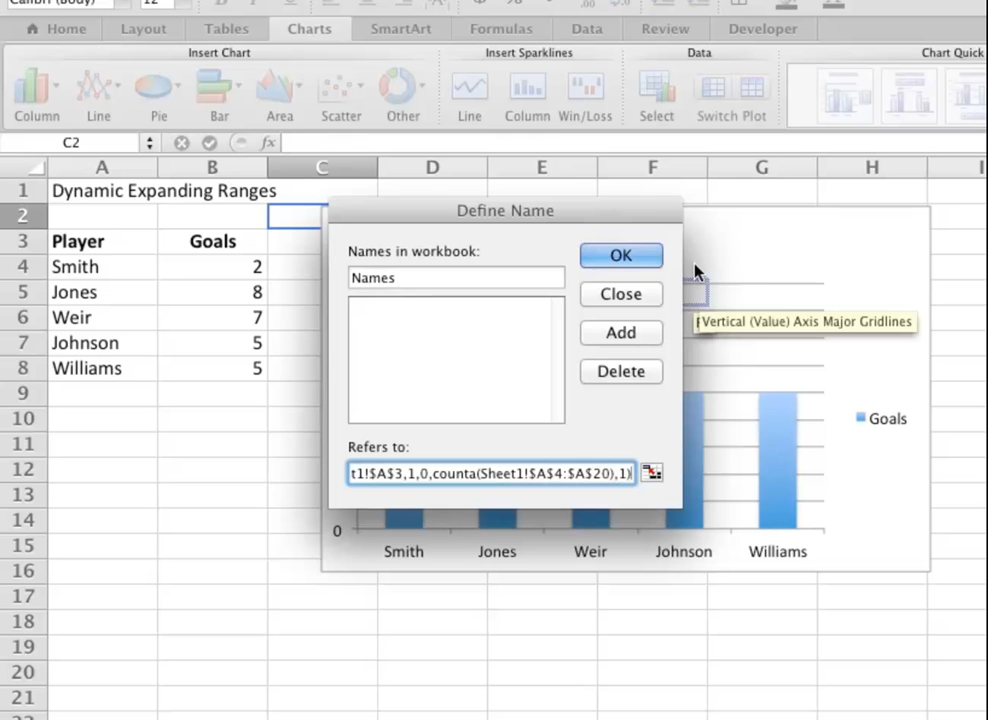 Calibri (Body) 12
Home Layout Tables Charts SmartArt Formulas Data Review Developer
Insert Chart Insert Sparklines Data Chart Quick
Column Line Pie Bar Area Scatter Other Line Column Win/Loss Select Switch Plot
C2 fx
A B C D E F G H I
1 Dynamic Expanding Ranges
2
3 Player Goals
4 Smith 2
5 Jones 8
6 Weir 7
7 Johnson 5
8 Williams 5
9
10
11
12
13
14
15
16
17
18
19
20
21
Define Name
Names in workbook:
Names
OK
Close
Add
Delete
Refers to:
t1!$A$3,1,0,counta(Sheet1!$A$4:$A$20),1)
Vertical (Value) Axis Major Gridlines
Goals
0
Smith Jones Weir Johnson Williams